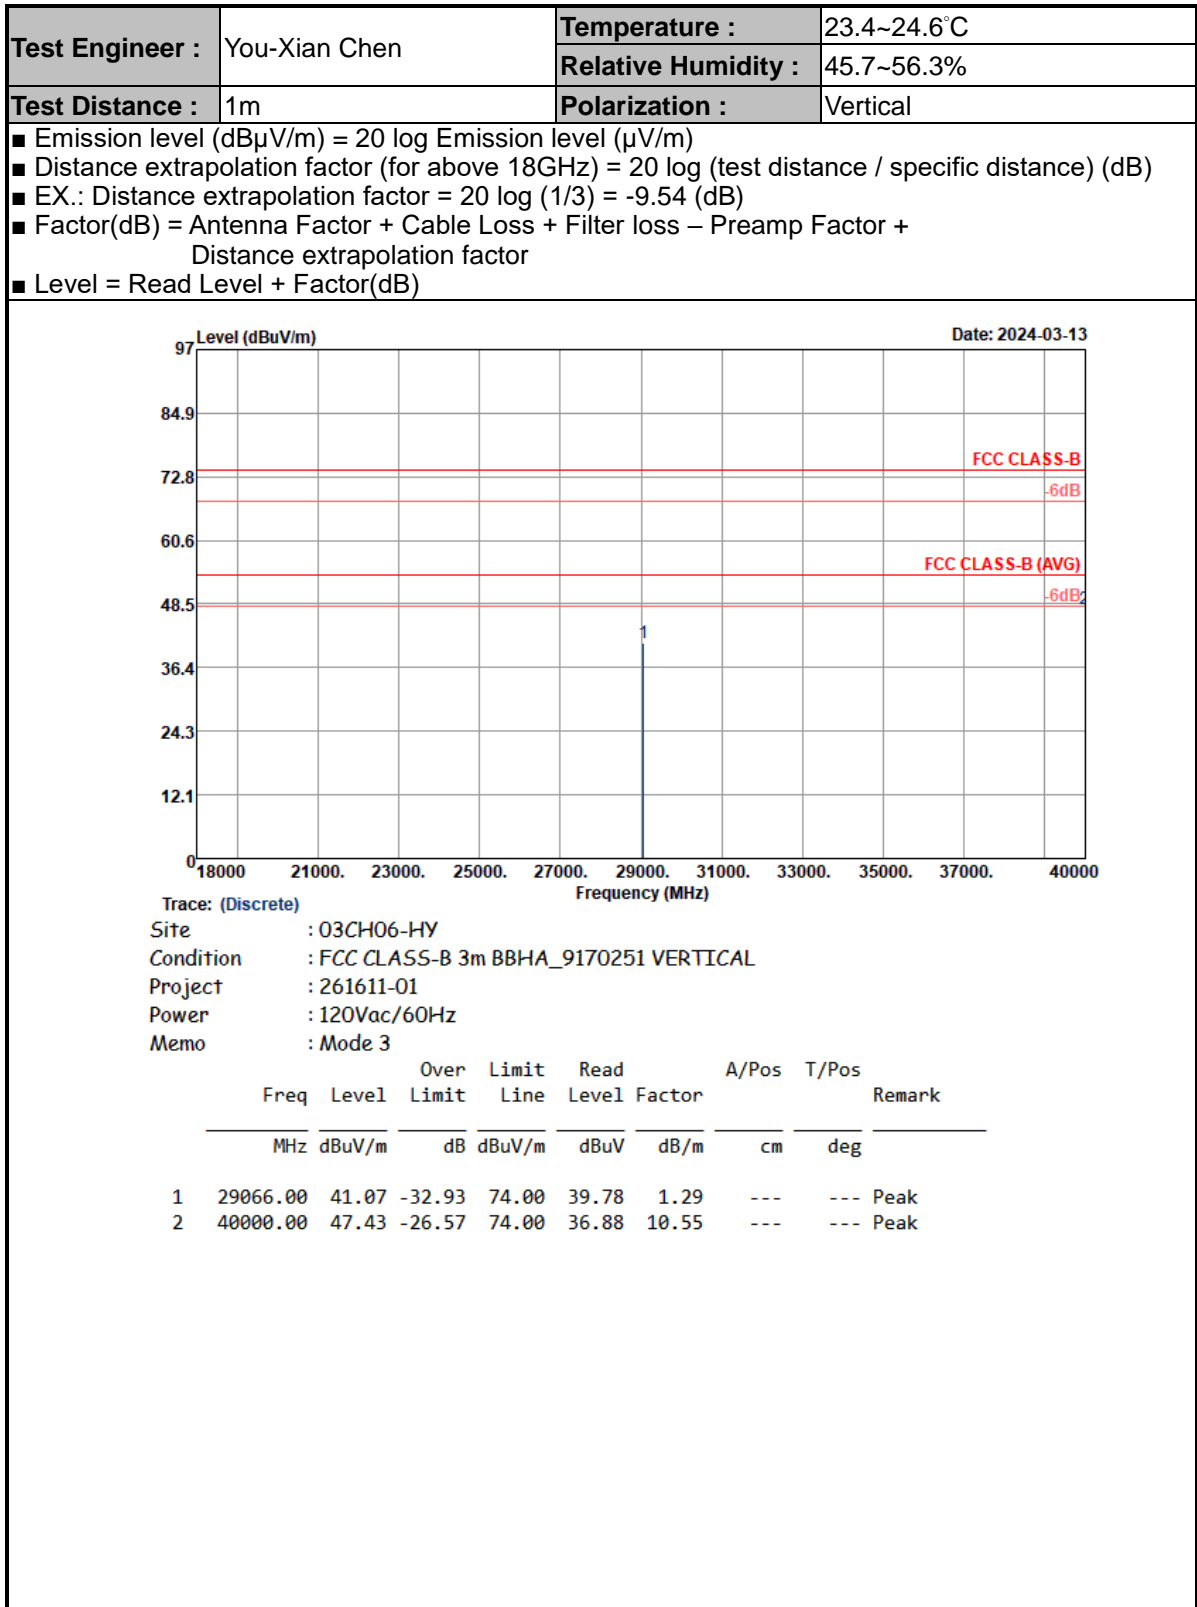 Test Engineer : You-Xian Chen Temperature : 23.4~24.6°C
Relative Humidity : 45.7~56.3%
Test Distance : 1m Polarization : Vertical
■ Emission level (dBμV/m) = 20 log Emission level (μV/m)
■ Distance extrapolation factor (for above 18GHz) = 20 log (test distance / specific distance) (dB)
■ EX.: Distance extrapolation factor = 20 log (1/3) = -9.54 (dB)
■ Factor(dB) = Antenna Factor + Cable Loss + Filter loss – Preamp Factor +
Distance extrapolation factor
■ Level = Read Level + Factor(dB)
Level (dBuV/m) Date: 2024-03-13
97
84.9
FCC CLASS-B
72.8
-6dB
60.6
FCC CLASS-B (AVG)
-6dB 2
48.5
1
36.4
24.3
12.1
0
18000 21000. 23000. 25000. 27000. 29000. 31000. 33000. 35000. 37000. 40000
Frequency (MHz)
Trace: (Discrete)
Site : 03CH06-HY
Condition : FCC CLASS-B 3m BBHA_9170251 VERTICAL
Project : 261611-01
Power : 120Vac/60Hz
Memo : Mode 3
Over Limit Read A/Pos T/Pos
Freq Level Limit Line Level Factor Remark
MHz dBuV/m dB dBuV/m dBuV dB/m cm deg
1 29066.00 41.07 -32.93 74.00 39.78 1.29 --- --- Peak
2 40000.00 47.43 -26.57 74.00 36.88 10.55 --- --- Peak